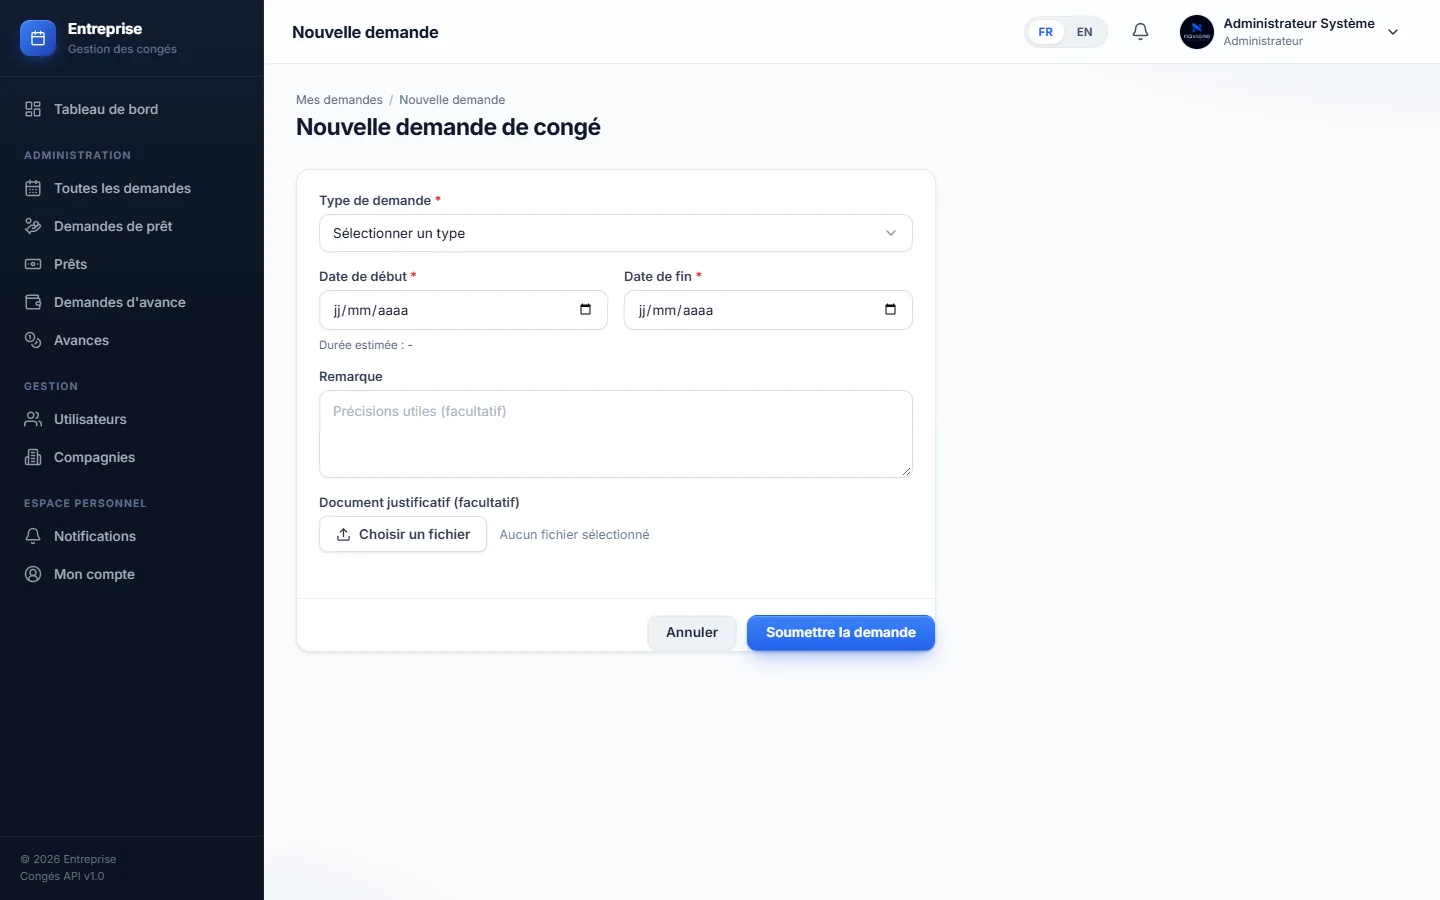 Entreprise
Gestion des congés
Tableau de bord
ADMINISTRATION
Toutes les demandes
Demandes de prêt
Prêts
Demandes d'avance
Avances
GESTION
Utilisateurs
Compagnies
ESPACE PERSONNEL
Notifications
Mon compte
© 2026 Entreprise
Congés API v1.0
Nouvelle demande
FR EN
Administrateur Système
Administrateur
Mes demandes / Nouvelle demande
Nouvelle demande de congé
Type de demande *
Sélectionner un type
Date de début * Date de fin *
jj/mm/aaaa jj/mm/aaaa
Durée estimée : -
Remarque
Précisions utiles (facultatif)
Document justificatif (facultatif)
Choisir un fichier Aucun fichier sélectionné
Annuler Soumettre la demande